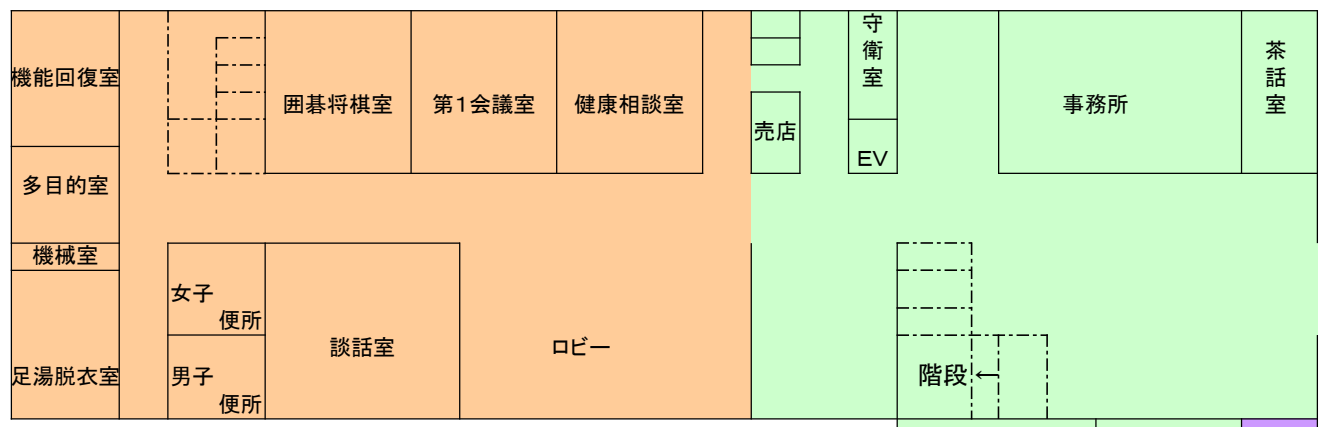 機能回復室
囲碁将棋室
第1会議室
健康相談室
売店
守衛室
EV
事務所
茶話室
多目的室
機械室
女子
便所
談話室
ロビー
足湯脱衣室
男子
便所
階段←